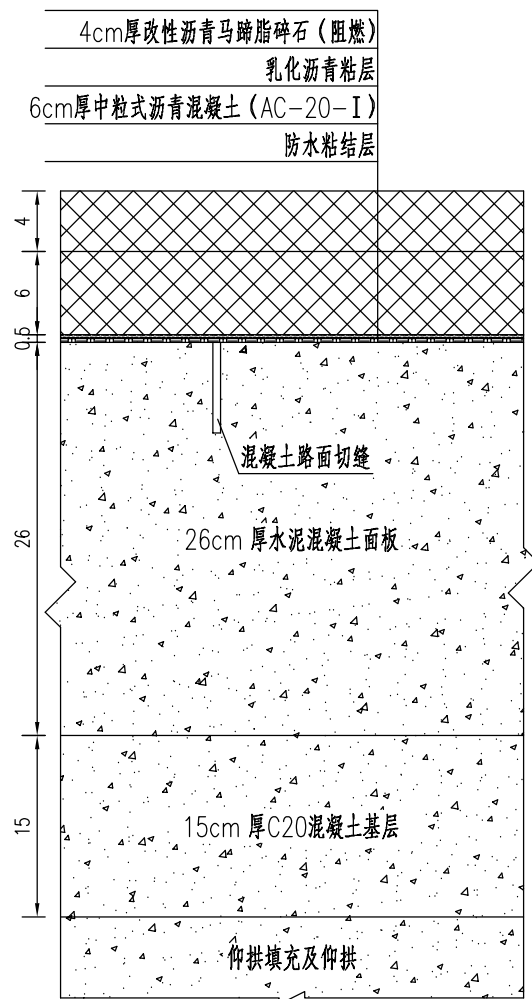 4cm厚改性沥青马蹄脂碎石(阻燃)
乳化沥青粘层
6cm厚中粒式沥青混凝土(AC-20-Ⅰ)
防水粘结层
4
6
0.5
混凝土路面切缝
26
26cm 厚水泥混凝土面板
15
15cm 厚C20混凝土基层
仰拱填充及仰拱